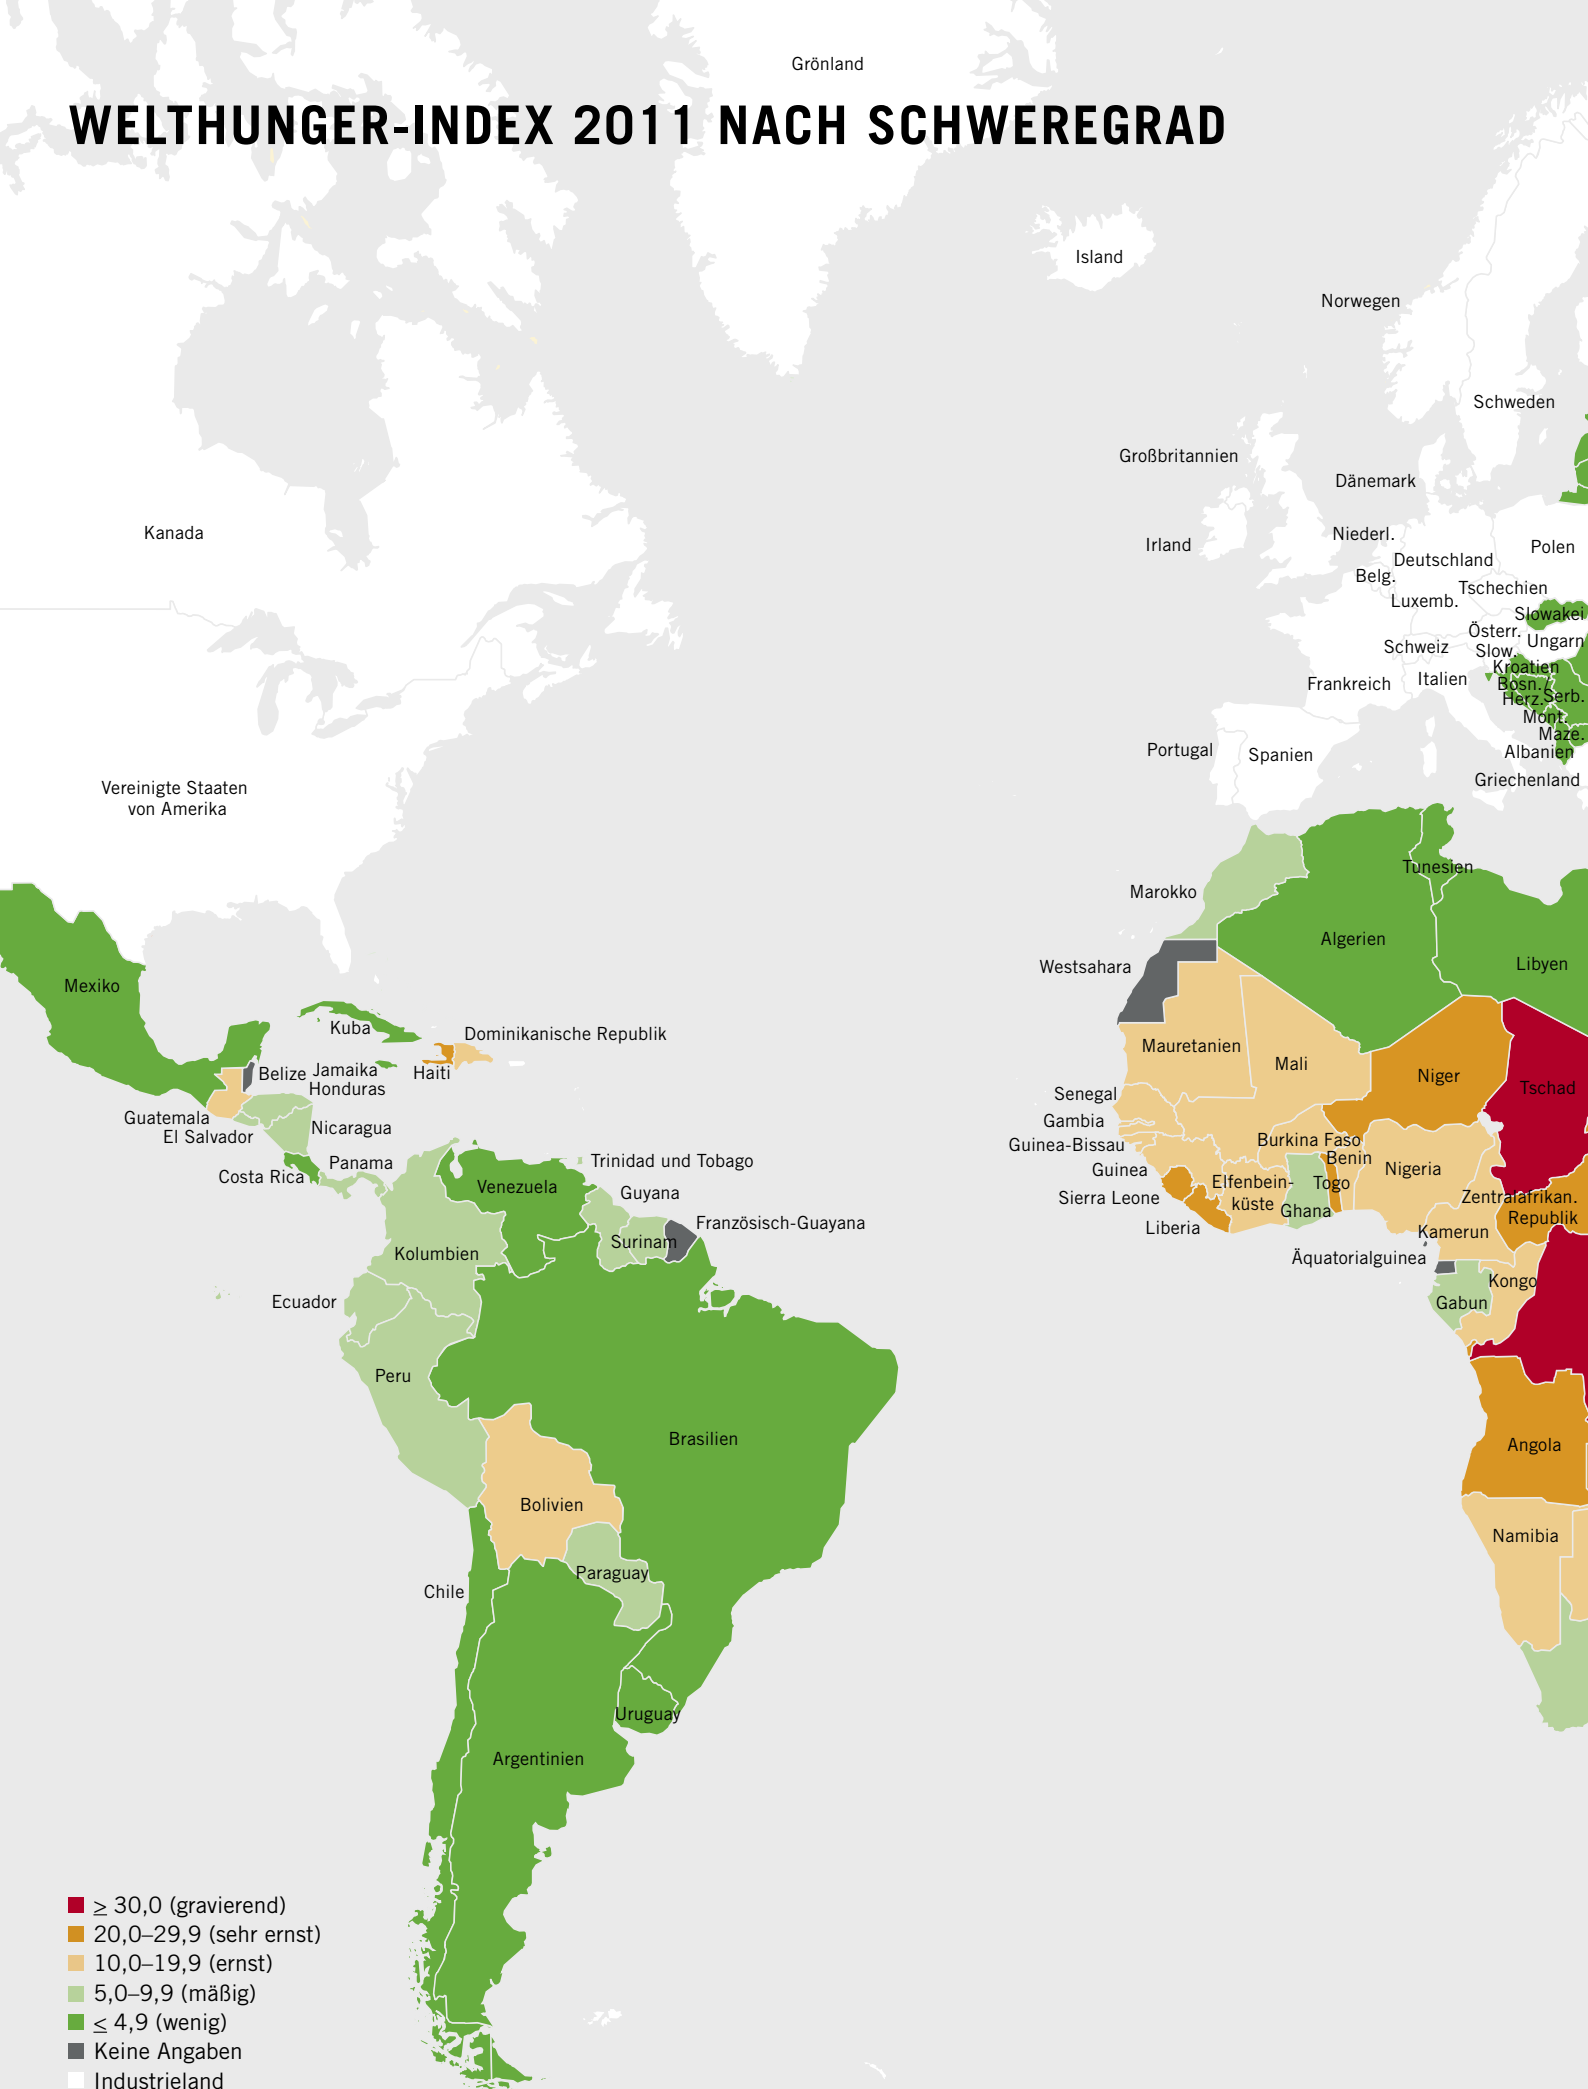 Grönland
WELTHUNGER-INDEX 2011 NACH SCHWEREGRAD
Island
Norwegen
Schweden
Großbritannien
Dänemark
Kanada
Niederl.
Irland
Polen
Deutschland
Belg.
Tschechien
Luxemb.
Slowakei
Österr.
Ungarn
Schweiz
Slow.
Kroatien
Italien
Frankreich
Bosn./
Herz.
Serb.
Mont.
Maze.
Portugal
Spanien
Albanien
Griechenland
Vereinigte Staaten
von Amerika
Tunesien
Marokko
Algerien
Libyen
Westsahara
Mexiko
Kuba
Dominikanische Republik
Mauretanien
Mali
Niger
Tschad
Belize
Jamaika
Haiti
Honduras
Senegal
Guatemala
Gambia
El Salvador
Nicaragua
Guinea-Bissau
Burkina Faso
Benin
Costa Rica
Panama
Trinidad und Tobago
Guinea
Nigeria
Venezuela
Guyana
Sierra Leone
Elfenbein-
küste
Togo
Ghana
Zentralafrikan.
Republik
Französisch-Guayana
Liberia
Surinam
Kamerun
Kolumbien
Äquatorialguinea
Kongo
Ecuador
Gabun
Peru
Brasilien
Angola
Bolivien
Namibia
Paraguay
Chile
Uruguay
Argentinien
≥ 30,0 (gravierend)
20,0–29,9 (sehr ernst)
10,0–19,9 (ernst)
5,0–9,9 (mäßig)
≤ 4,9 (wenig)
Keine Angaben
Industrieland